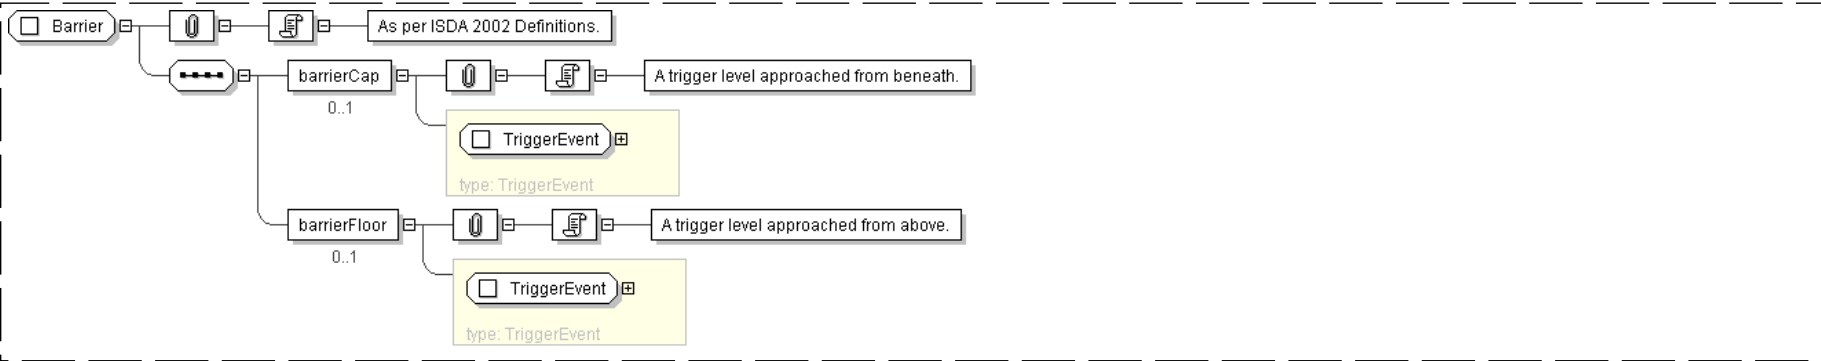 Barrier
As per ISDA 2002 Definitions.
barrierCap
A trigger level approached from beneath.
0..1
TriggerEvent
type: TriggerEvent
barrierFloor
A trigger level approached from above.
0..1
TriggerEvent
type: TriggerEvent